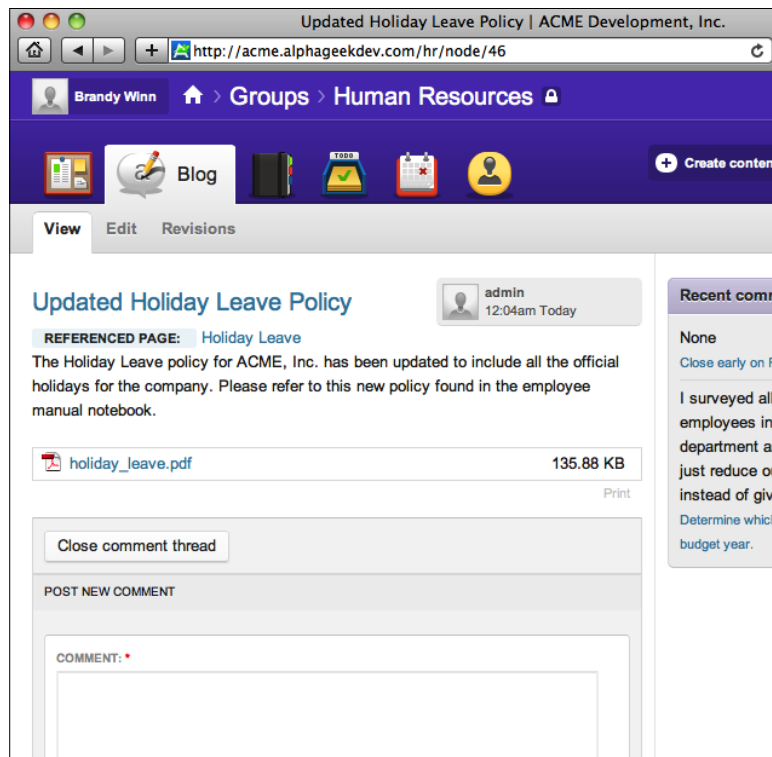 Updated Holiday Leave Policy | ACME Development, Inc.
http://acme.alphageekdev.com/hr/node/46
Brandy Winn
Groups › Human Resources
TODO
Blog
Create conten
View Edit Revisions
Updated Holiday Leave Policy
admin
12:04am Today
REFERENCED PAGE: Holiday Leave
The Holiday Leave policy for ACME, Inc. has been updated to include all the official
holidays for the company. Please refer to this new policy found in the employee
manual notebook.
holiday_leave.pdf 135.88 KB
Print
Close comment thread
POST NEW COMMENT
COMMENT: *
Recent comm
None
Close early on F
I surveyed all
employees in
department a
just reduce o
instead of giv
Determine which
budget year.